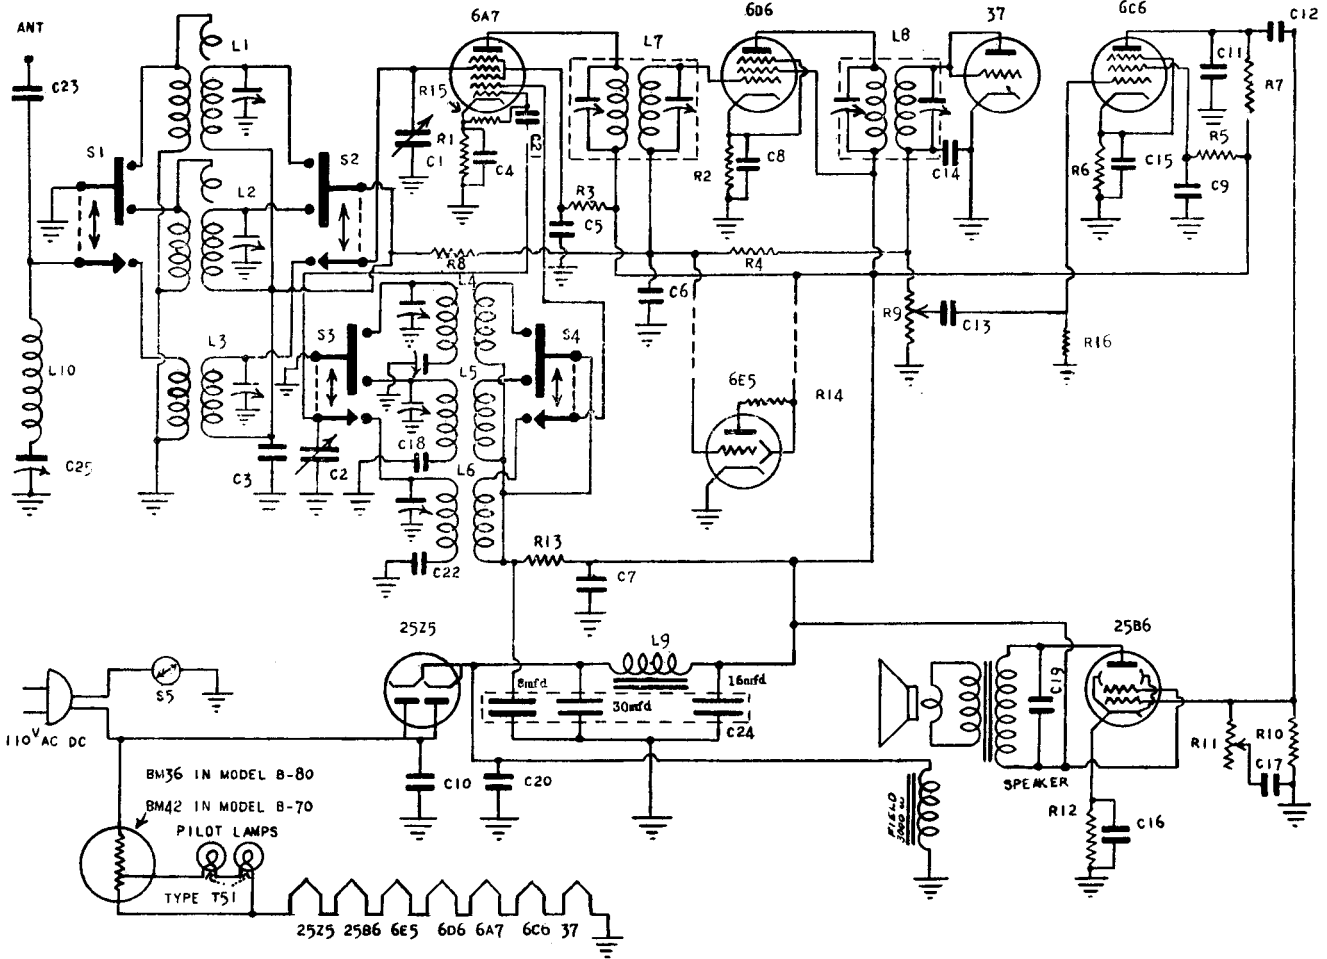 6A7
6D6
37
6C6
C12
ANT
L1
L7
L8
C11
C23
R15
R7
C21
S1
S2
R1
C1
C4
C8
R2
C14
R6
C15
R5
C9
L2
R3
C5
R8
R4
L4
C6
R9
C13
R16
L3
S3
S4
L10
L5
6E5
R14
C18
C25
C3
C2
L6
R13
C22
C7
25Z5
L9
25B6
S5
8mfd
16mfd
30mfd
C24
C19
110V AC DC
R11
R10
BM36 IN MODEL B-80
C10
C20
SPEAKER
C17
BM42 IN MODEL B-70
FIELD
3000 ω
R12
C16
PILOT LAMPS
TYPE T51
25Z5 25B6 6E5 6D6 6A7 6C6 37